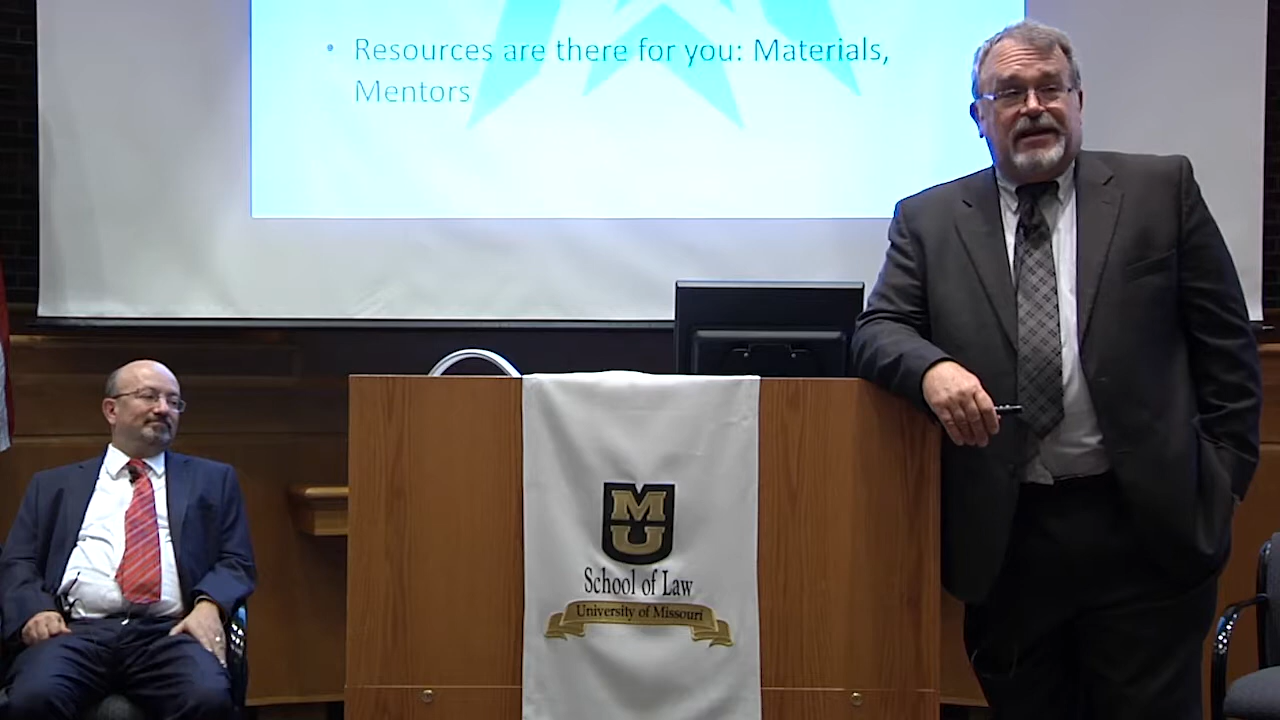 • Resources are there for you: Materials,
Mentors
MU
School of Law
University of Missouri